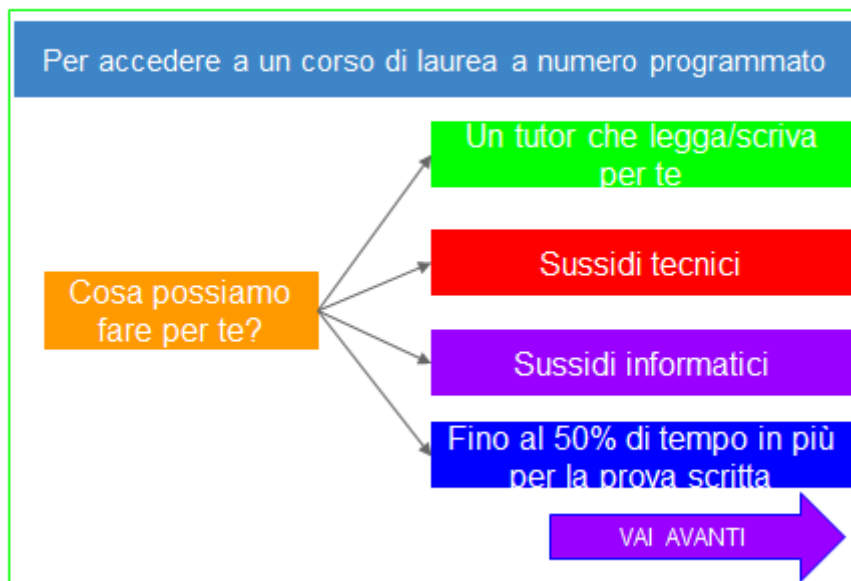 Per accedere a un corso di laurea a numero programmato
Un tutor che legga/scriva
per te
Sussidi tecnici
Cosa possiamo
fare per te?
Sussidi informatici
Fino al 50% di tempo in più
per la prova scritta
VAI AVANTI